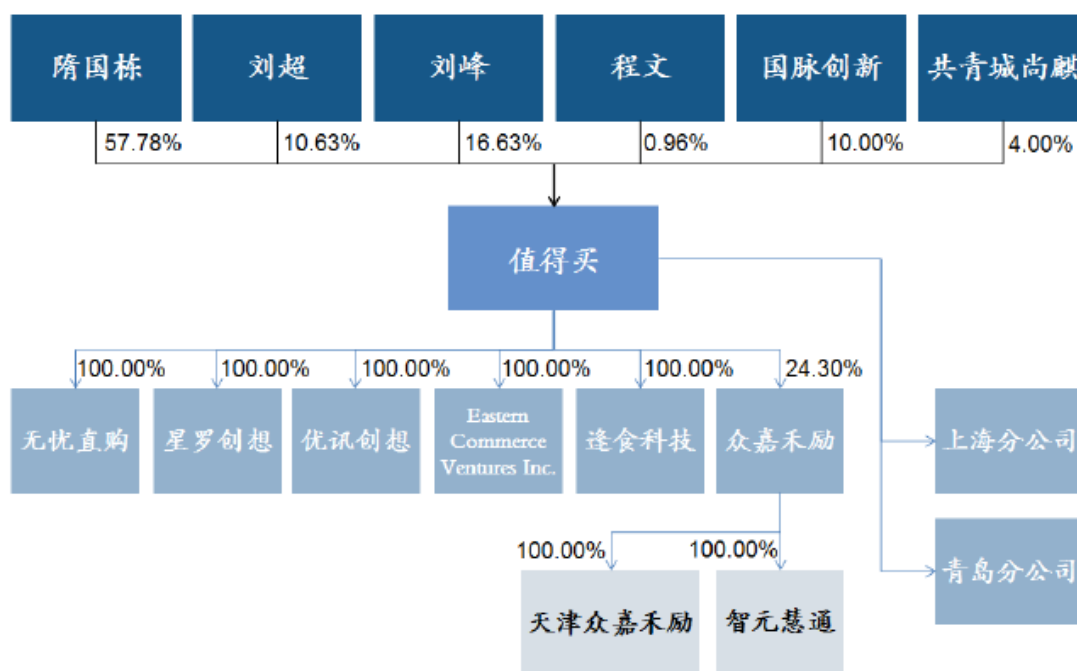 隋国栋
刘超
刘峰
程文
国脉创新
共青城尚麒
57.78%
10.63%
16.63%
0.96%
10.00%
4.00%
值得买
100.00%
100.00%
100.00%
100.00%
100.00%
24.30%
无忧直购
星罗创想
优讯创想
Eastern
Commerce
Ventures Inc.
逢食科技
众嘉禾励
上海分公司
100.00%
100.00%
青岛分公司
天津众嘉禾励
智元慧通